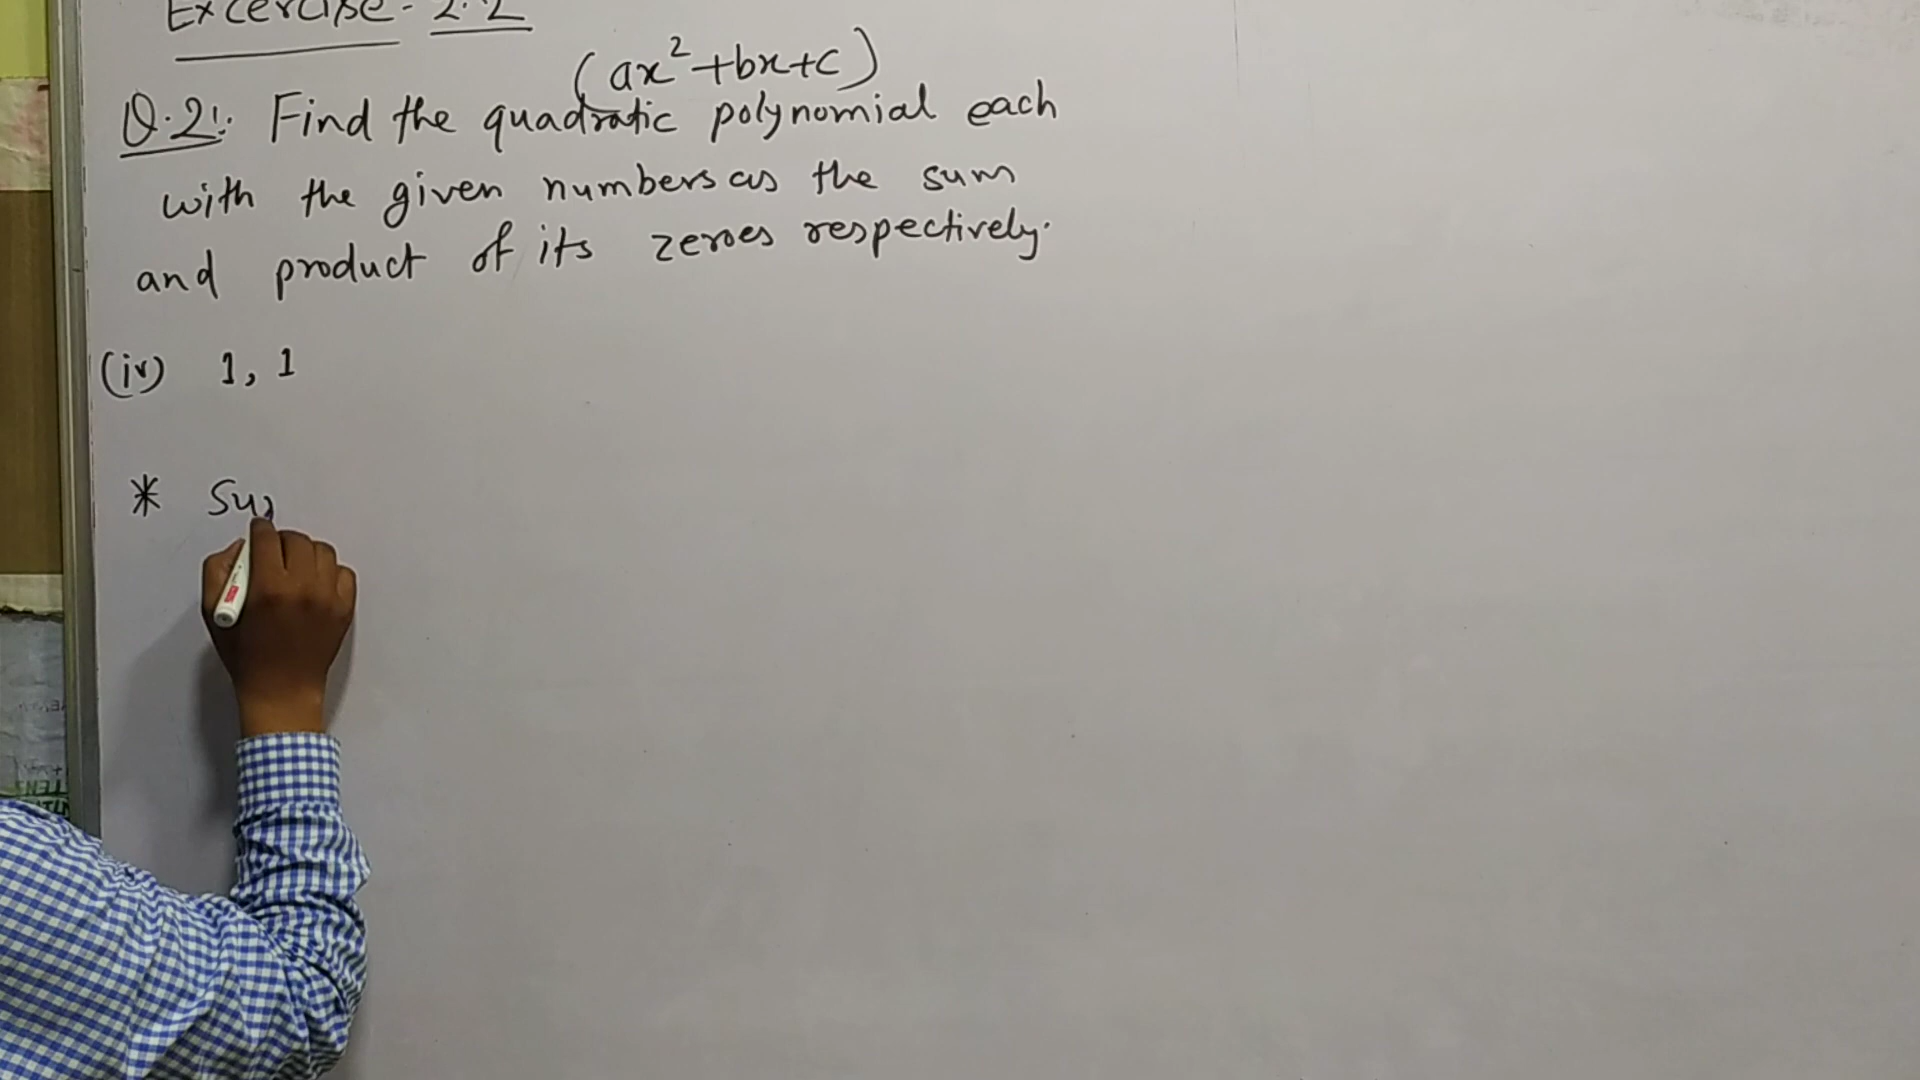 Excercise- 2.2
(ax²+bx+c)
Q.2:. Find the quadratic polynomial each
with the given numbers as the sum
and product of its zeroes respectively.
(iv) 1, 1
* Su